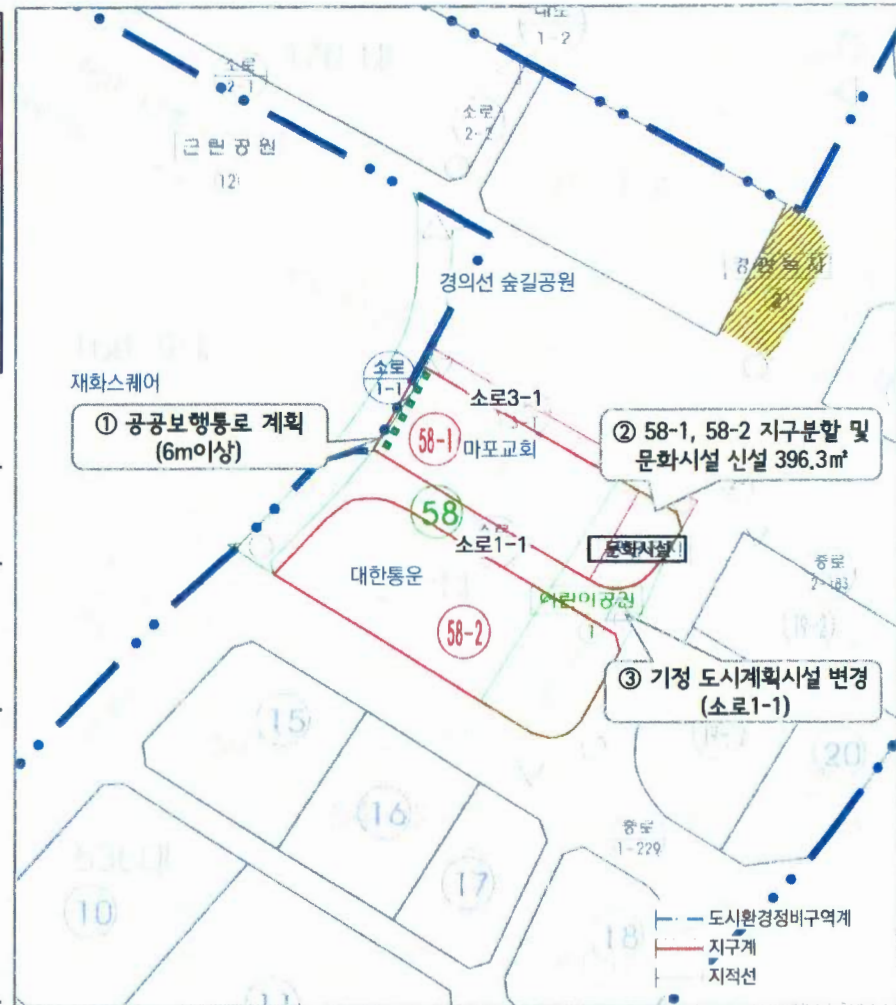 대로
1-2
소로
2-1
소로
2-2
근린공원
(12)
경관녹지
경의선 숲길공원
재화스퀘어
소로
1-1
소로3-1
① 공공보행통로 계획
(6m이상)
58-1
마포교회
② 58-1, 58-2 지구분할 및
문화시설 신설 396.3㎡
58
소로1-1
문화시설
중로
2-183
대한통운
어린이공원
1
(19-2)
58-2
③ 기정 도시계획시설 변경
(소로1-1)
15
20
16
중로
1-229
17
10
18
11
도시환경정비구역계
지구계
지적선